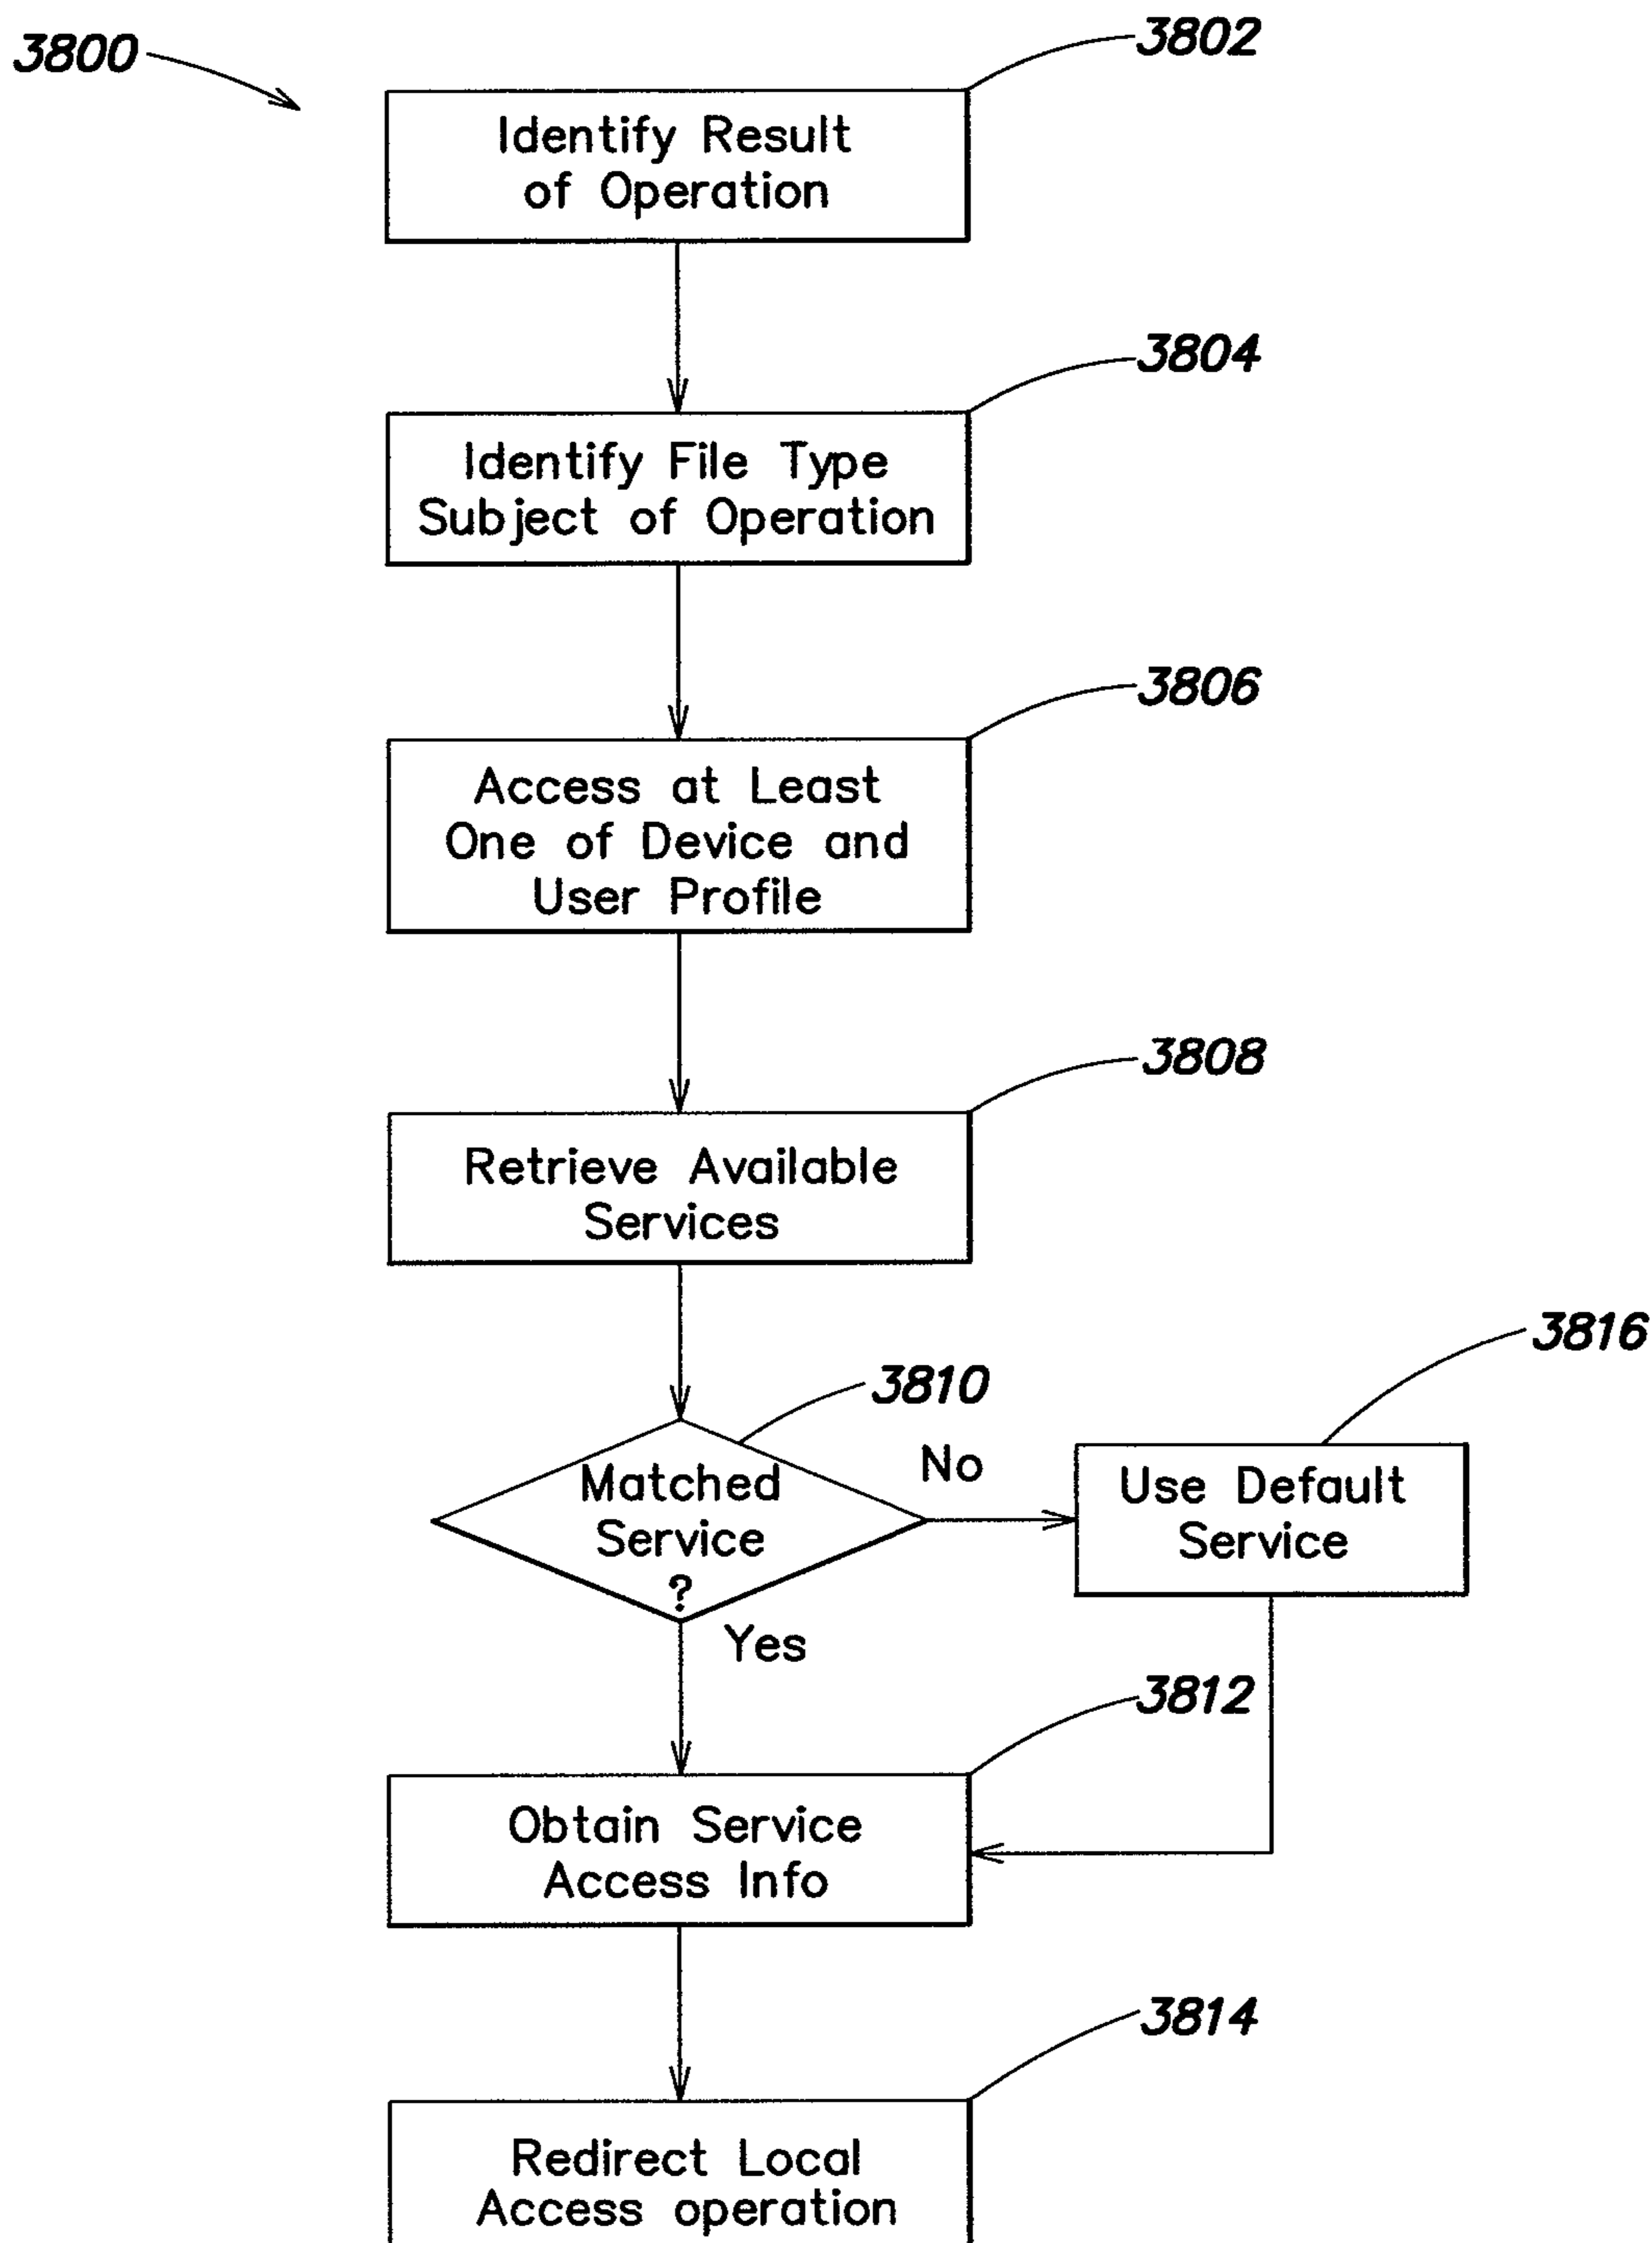 3800
3802
Identify Result
of Operation
3804
Identify File Type
Subject of Operation
3806
Access at Least
One of Device and
User Profile
3808
Retrieve Available
Services
3810
Matched
Service
?
No
Yes
3816
Use Default
Service
3812
Obtain Service
Access Info
3814
Redirect Local
Access operation